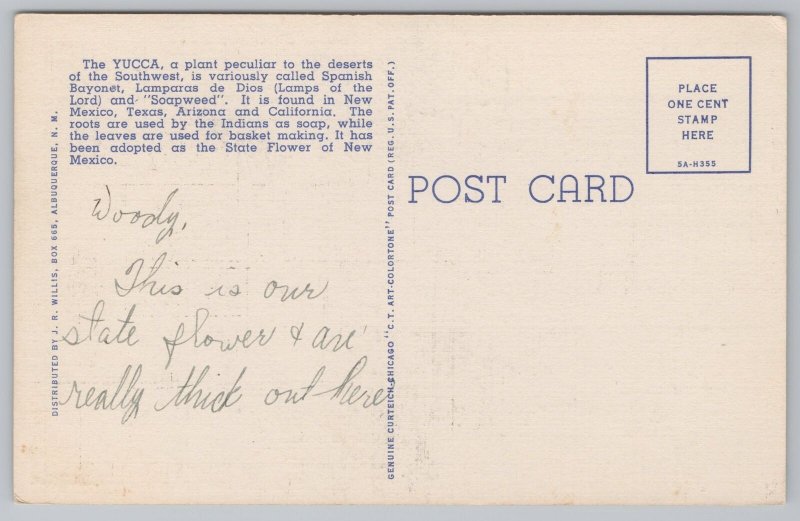 The YUCCA, a plant peculiar to the deserts
of the Southwest, is variously called Spanish
Bayonet, Lamparas de Dios (Lamps of the
Lord) and "Soapweed". It is found in New
Mexico, Texas, Arizona and California. The
roots are used by the Indians as soap, while
the leaves are used for basket making. It has
been adopted as the State Flower of New
Mexico.
Woody,
This is our
state flower & are
really thick out here.
DISTRIBUTED BY J. R. WILLIS, BOX 665, ALBUQUERQUE, N. M.
GENUINE CURTEICH-CHICAGO "C. T. ART-COLORTONE" POST CARD (REG. U.S. PAT. OFF.)
POST CARD
PLACE
ONE CENT
STAMP
HERE
5A-H355